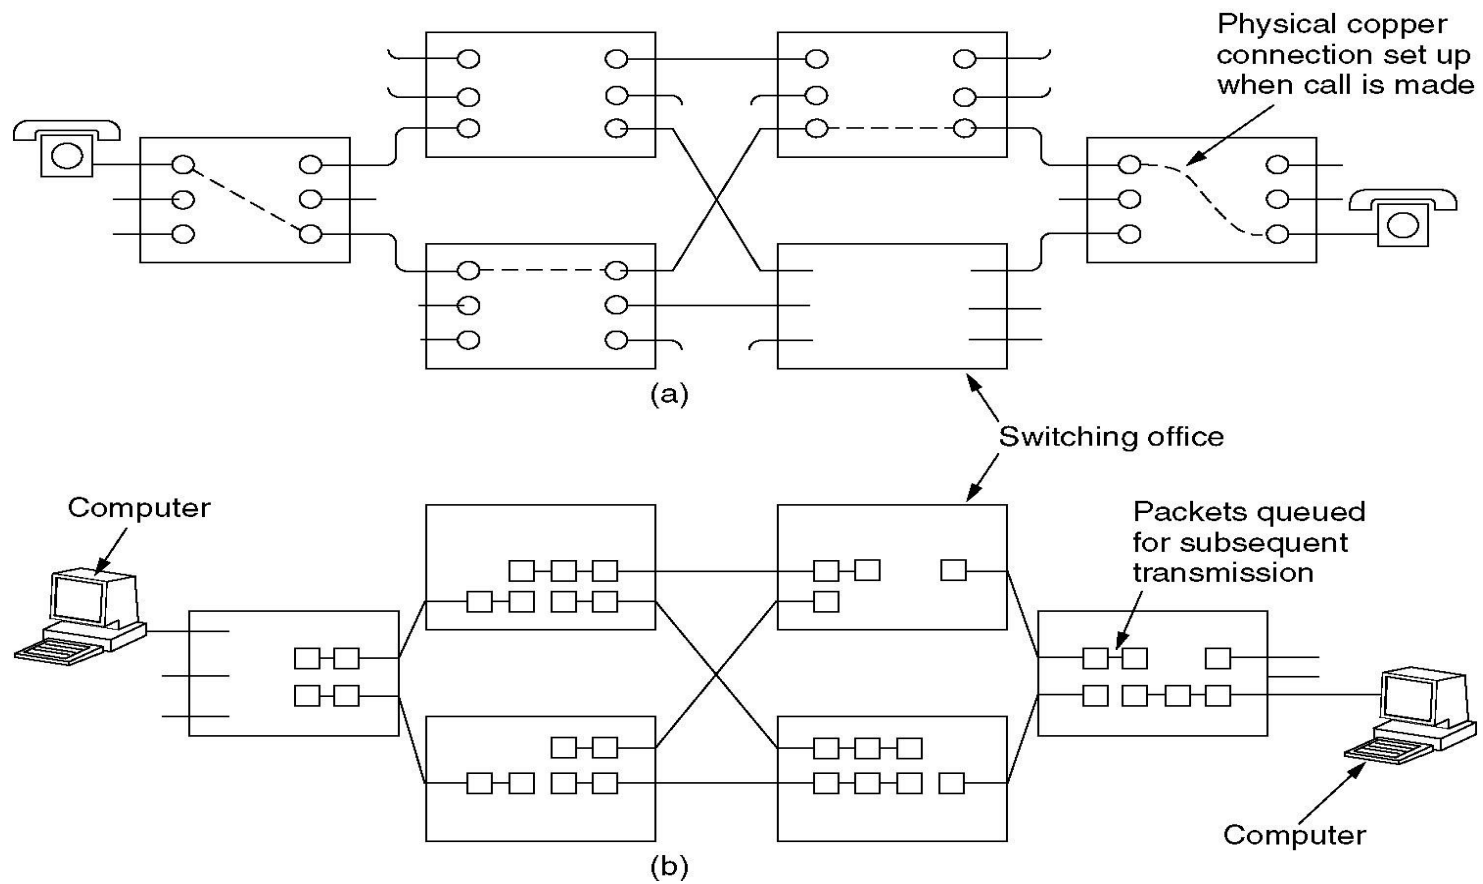 Physical copper
connection set up
when call is made
(a)
Switching office
Computer
Packets queued
for subsequent
transmission
Computer
(b)